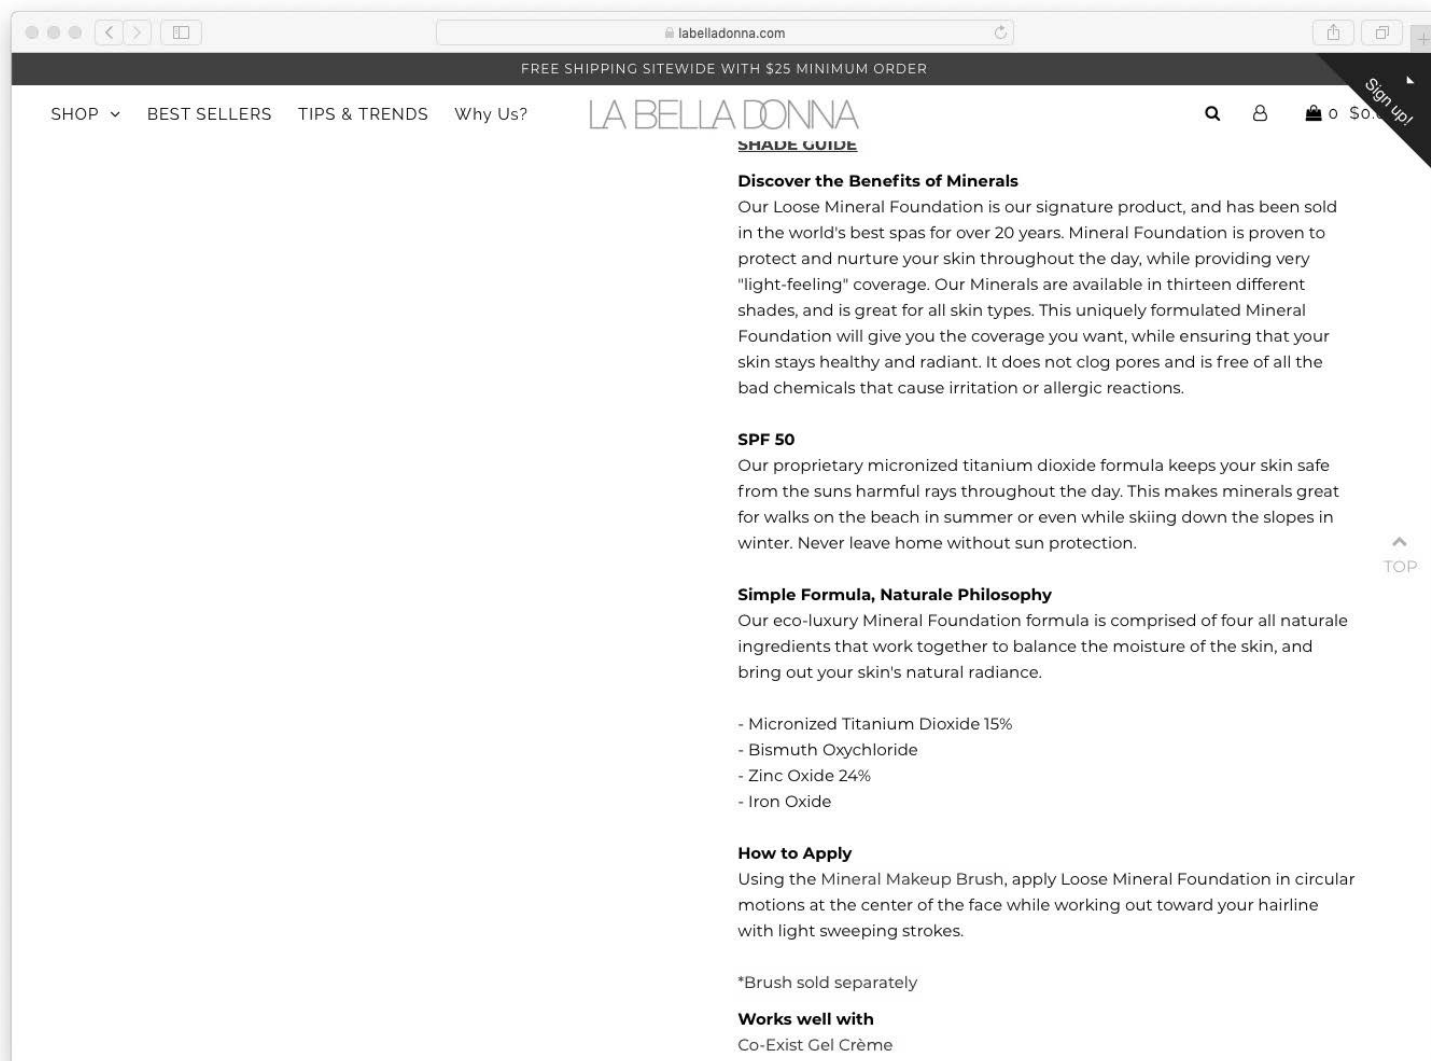 labelladonna.com
FREE SHIPPING SITEWIDE WITH $25 MINIMUM ORDER
Sign up!
SHOP BEST SELLERS TIPS & TRENDS Why Us? LA BELLA DONNA 0 $0.
SHADE GUIDE
Discover the Benefits of Minerals
Our Loose Mineral Foundation is our signature product, and has been sold
in the world's best spas for over 20 years. Mineral Foundation is proven to
protect and nurture your skin throughout the day, while providing very
"light-feeling" coverage. Our Minerals are available in thirteen different
shades, and is great for all skin types. This uniquely formulated Mineral
Foundation will give you the coverage you want, while ensuring that your
skin stays healthy and radiant. It does not clog pores and is free of all the
bad chemicals that cause irritation or allergic reactions.
SPF 50
Our proprietary micronized titanium dioxide formula keeps your skin safe
from the suns harmful rays throughout the day. This makes minerals great
for walks on the beach in summer or even while skiing down the slopes in
winter. Never leave home without sun protection.
TOP
Simple Formula, Naturale Philosophy
Our eco-luxury Mineral Foundation formula is comprised of four all naturale
ingredients that work together to balance the moisture of the skin, and
bring out your skin's natural radiance.
- Micronized Titanium Dioxide 15%
- Bismuth Oxychloride
- Zinc Oxide 24%
- Iron Oxide
How to Apply
Using the Mineral Makeup Brush, apply Loose Mineral Foundation in circular
motions at the center of the face while working out toward your hairline
with light sweeping strokes.
*Brush sold separately
Works well with
Co-Exist Gel Crème